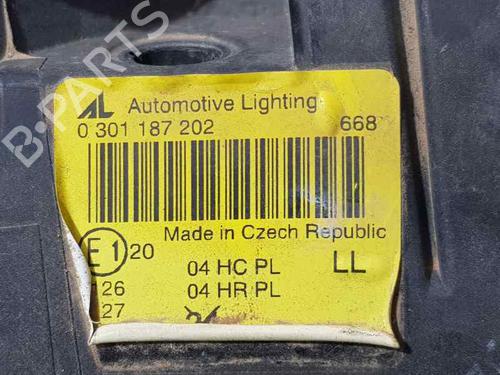 B-PARTS
AL Automotive Lighting
0 301 187 202 668
Made in Czech Republic
E1 20
04 HC PL LL
126 04 HR PL
27